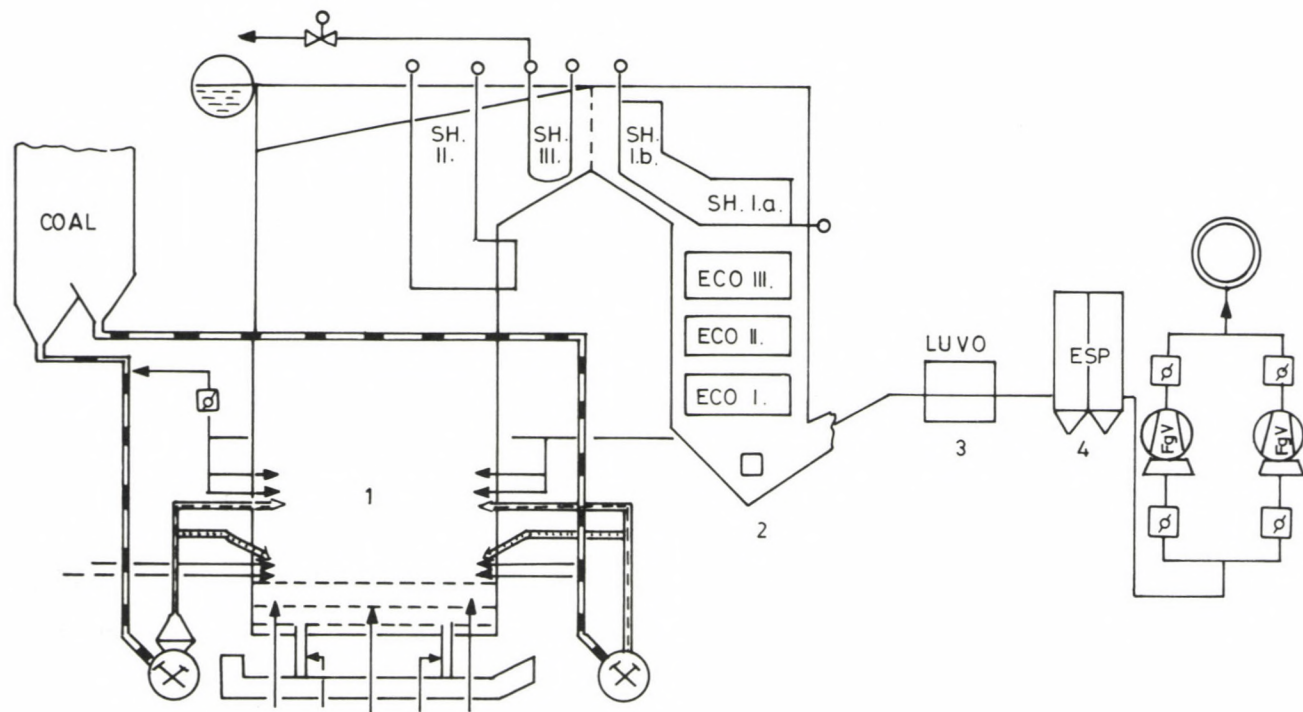 COAL
SH.
II.
SH.
III.
SH.
I.b.
SH. I.a.
ECO III.
ECO II.
ECO I.
LUVO
ESP
FgV
FgV
1
2
3
4